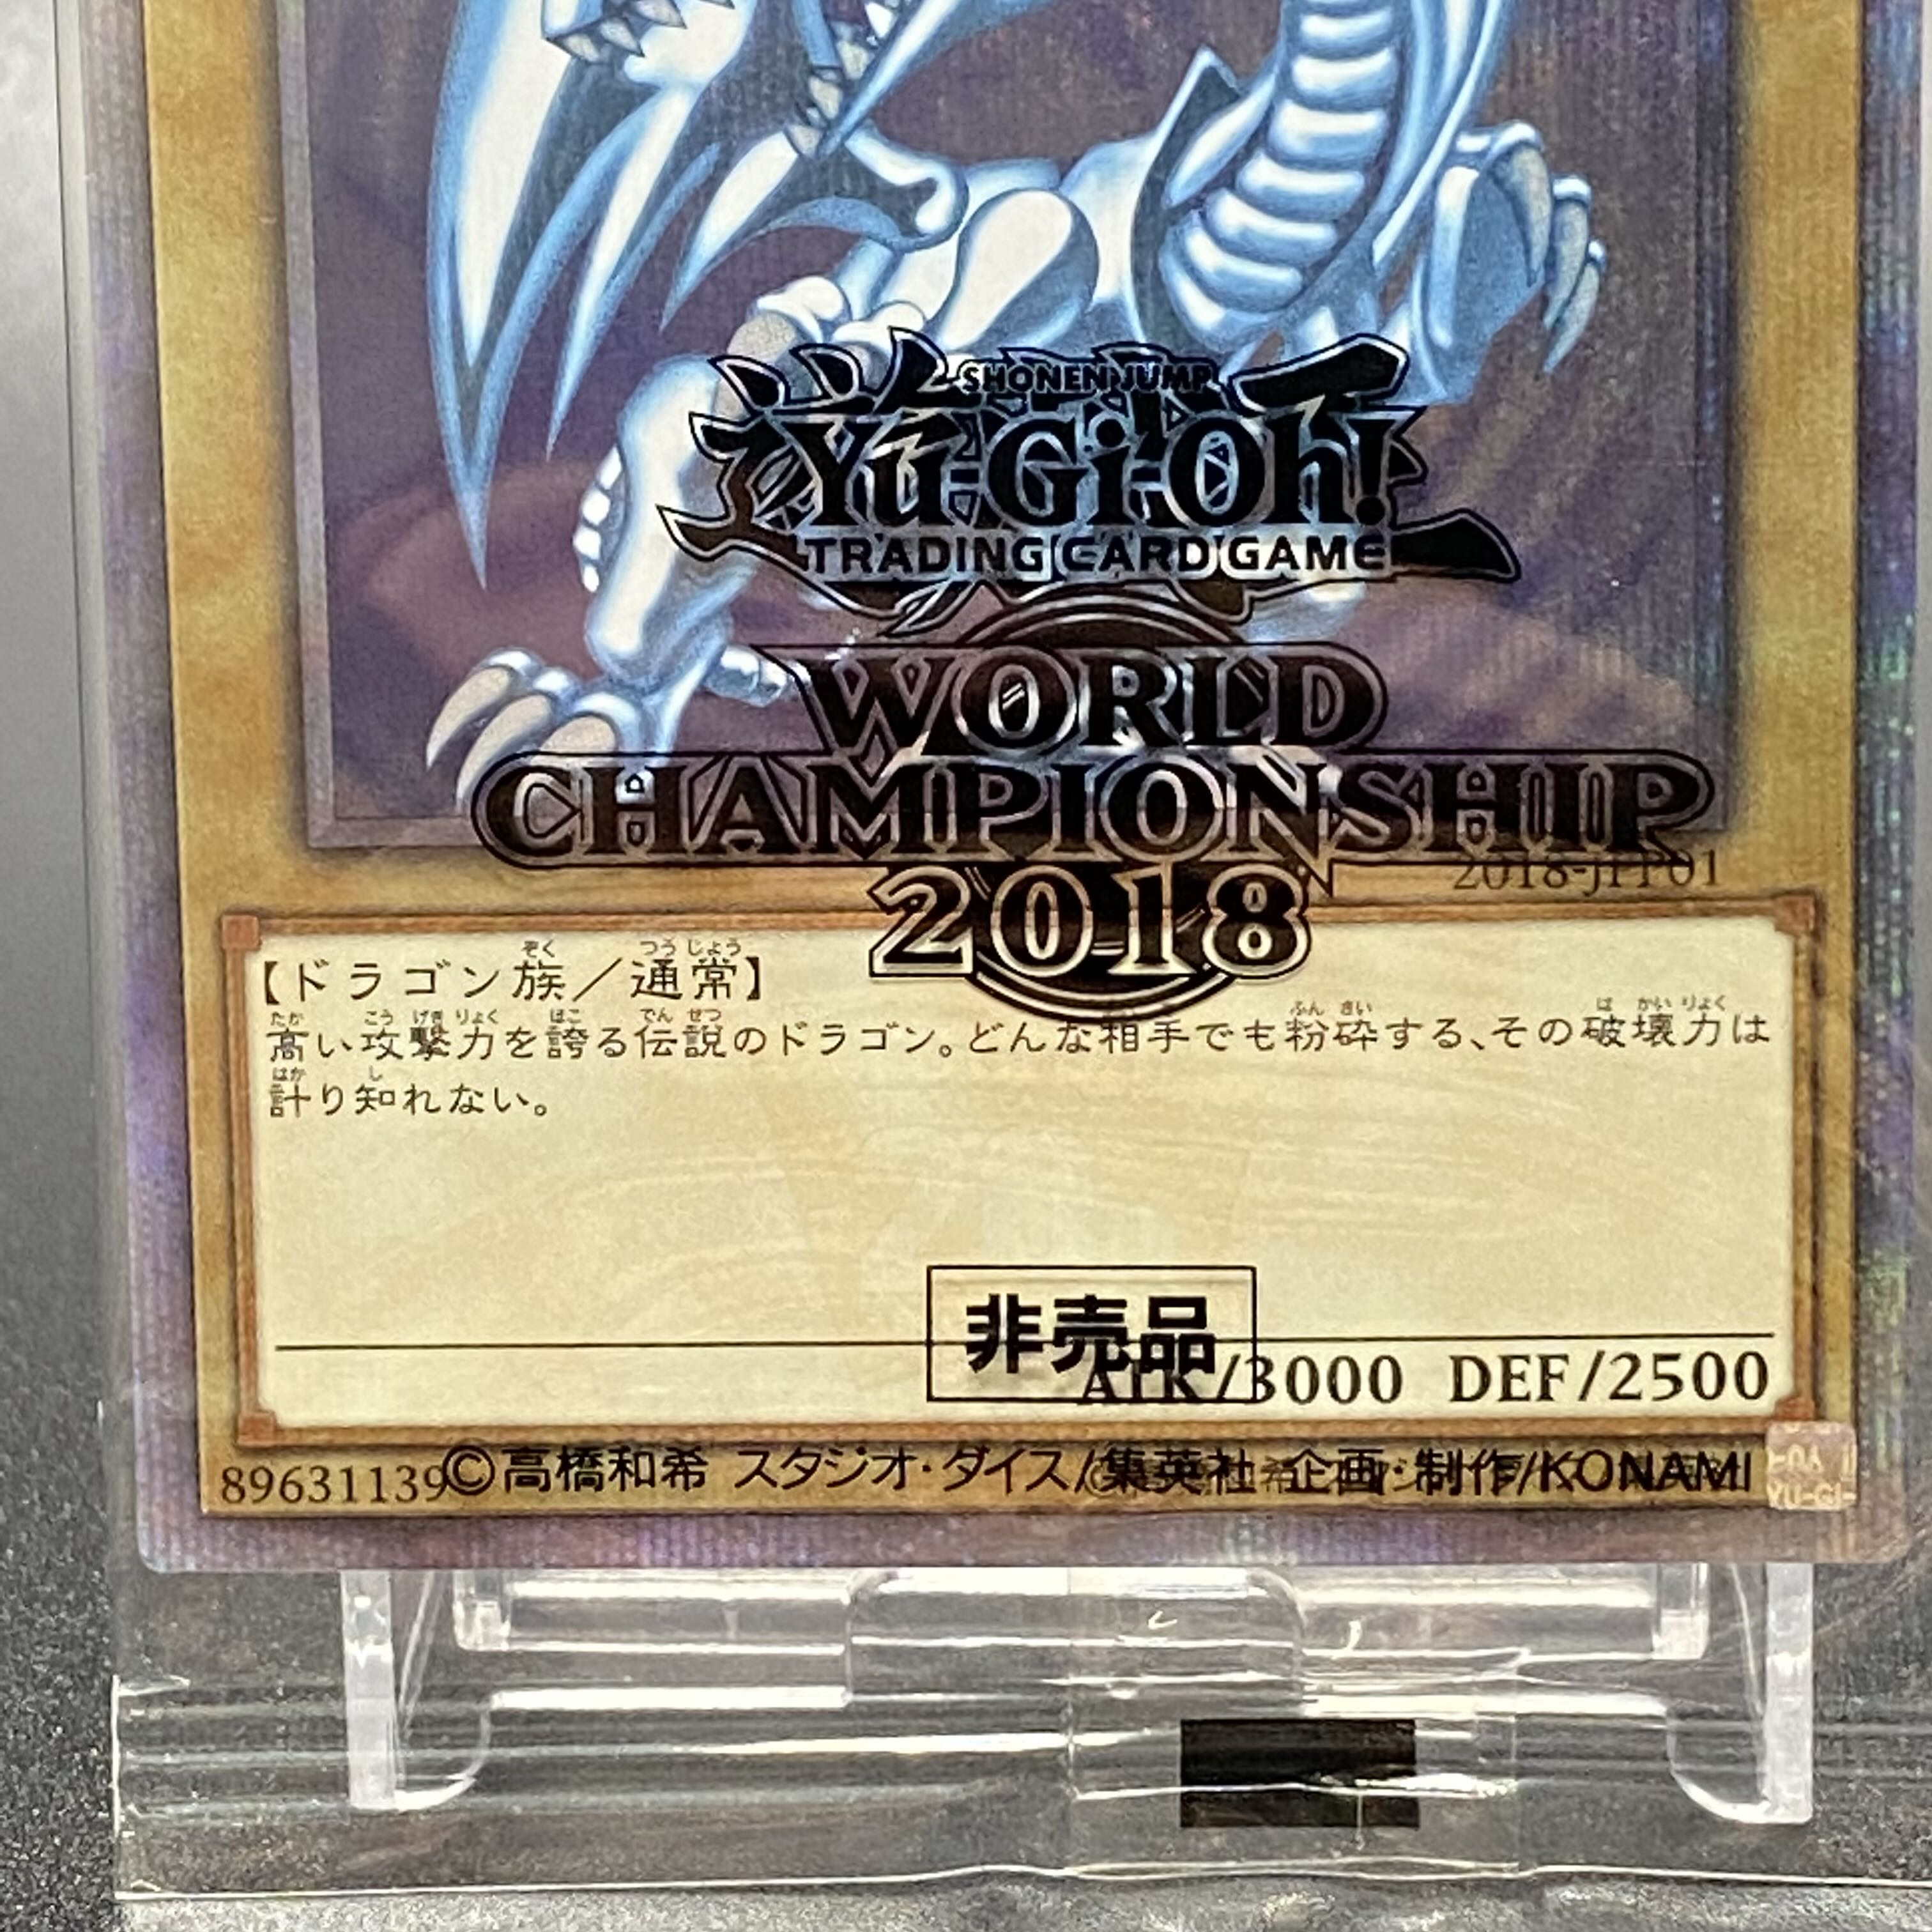 SHONEN JUMP
Yu-Gi-Oh!
TRADING CARD GAME
WORLD
CHAMPIONSHIP
2018
2018-JPP01
【ドラゴン族／通常】
高い攻撃力を誇る伝説のドラゴン。どんな相手でも粉砕する、その破壊力は
計り知れない。
非売品
ATK/3000 DEF/2500
89631139
©高橋和希 スタジオ・ダイス/集英社 企画・制作/KONAMI